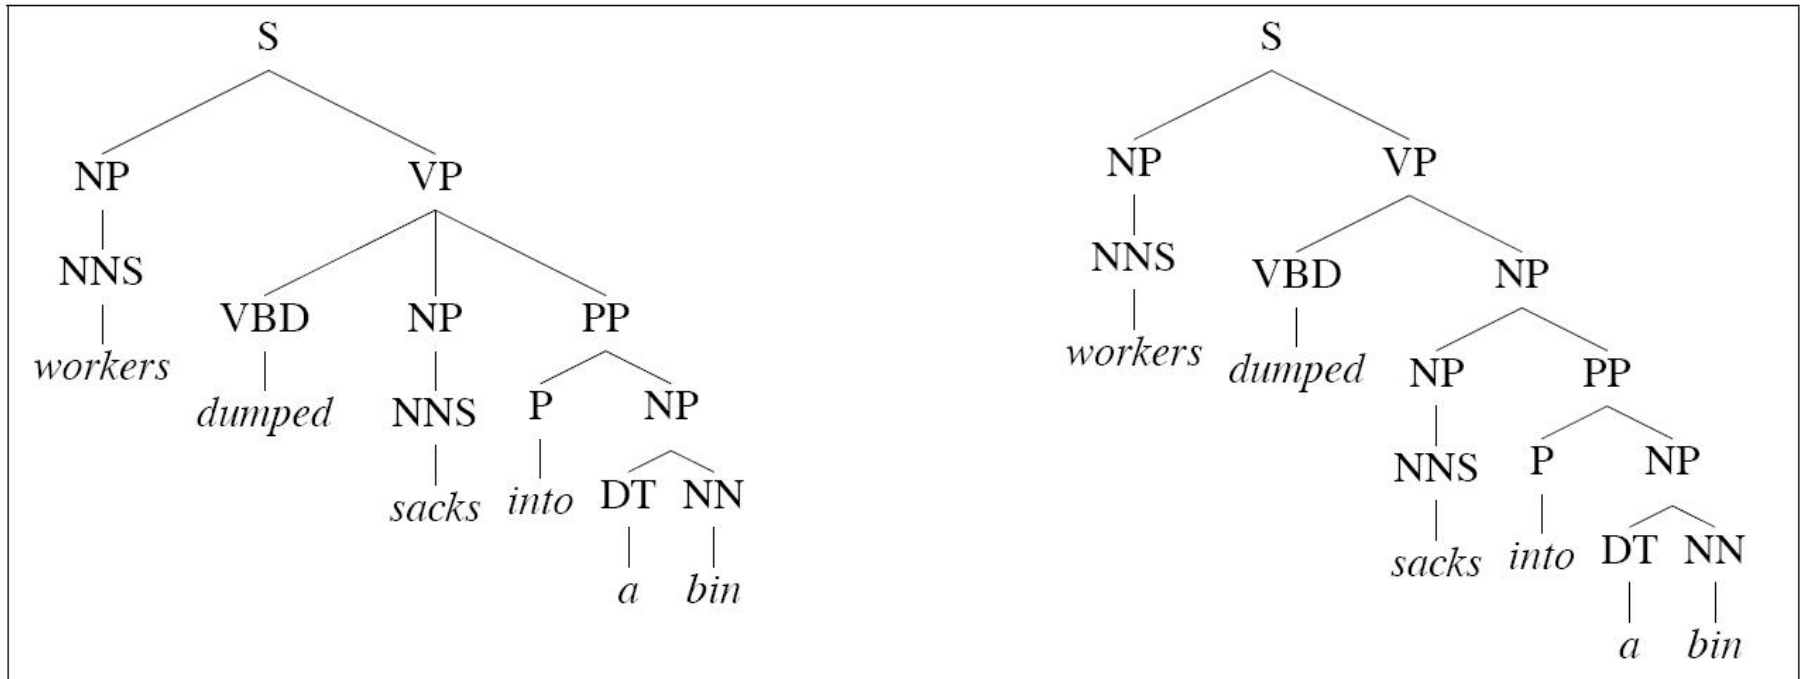 S
NP VP
NNS
workers
VBD NP PP
dumped
NNS
sacks
P NP
into
DT NN
a bin
S
NP VP
NNS
workers
VBD NP
dumped
NP PP
NNS
sacks
P NP
into
DT NN
a bin